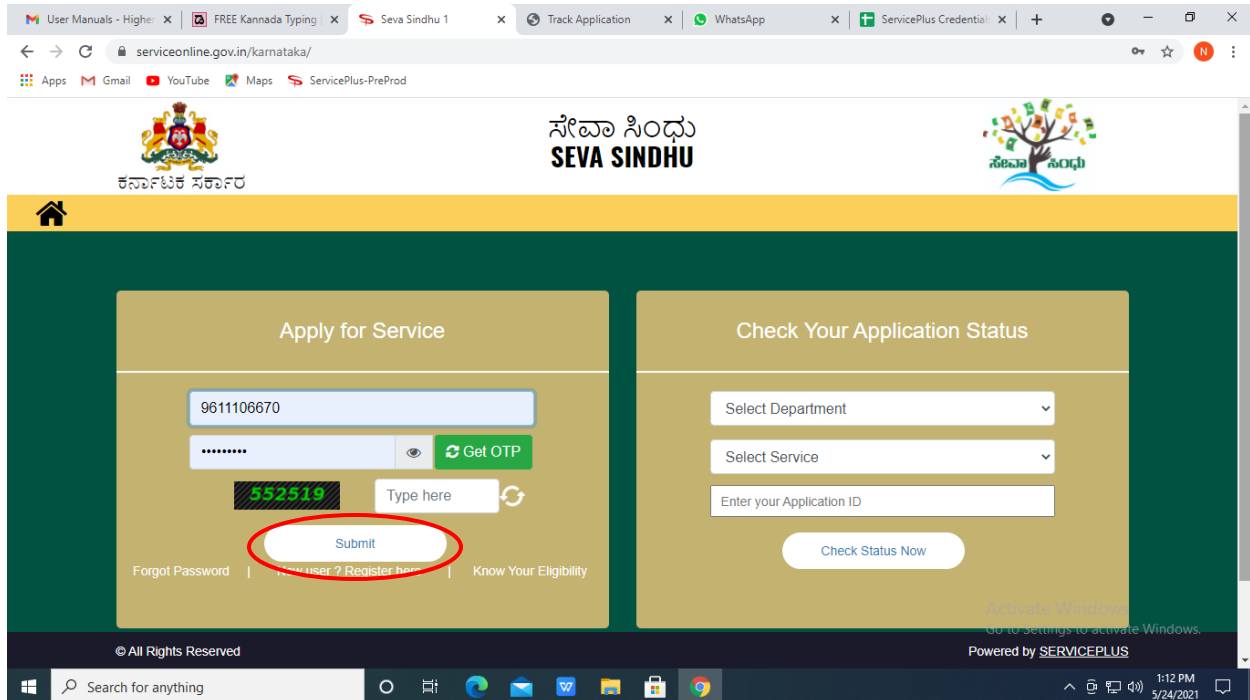 User Manuals - Higher
FREE Kannada Typing
Seva Sindhu 1
Track Application
WhatsApp
ServicePlus Credential
serviceonline.gov.in/karnataka/
N
Apps
Gmail
YouTube
Maps
ServicePlus-PreProd
ಕರ್ನಾಟಕ ಸರ್ಕಾರ
ಸೇವಾ ಸಿಂಧು
SEVA SINDHU
ಸೇವಾ ಸಿಂಧು
Apply for Service
9611106670
•••••••••
Get OTP
552519
Type here
Submit
Forgot Password | New user ? Register here | Know Your Eligibility
Check Your Application Status
Select Department
Select Service
Enter your Application ID
Check Status Now
Activate Windows
Go to Settings to activate Windows.
© All Rights Reserved
Powered by SERVICEPLUS
Search for anything
1:12 PM
5/24/2021